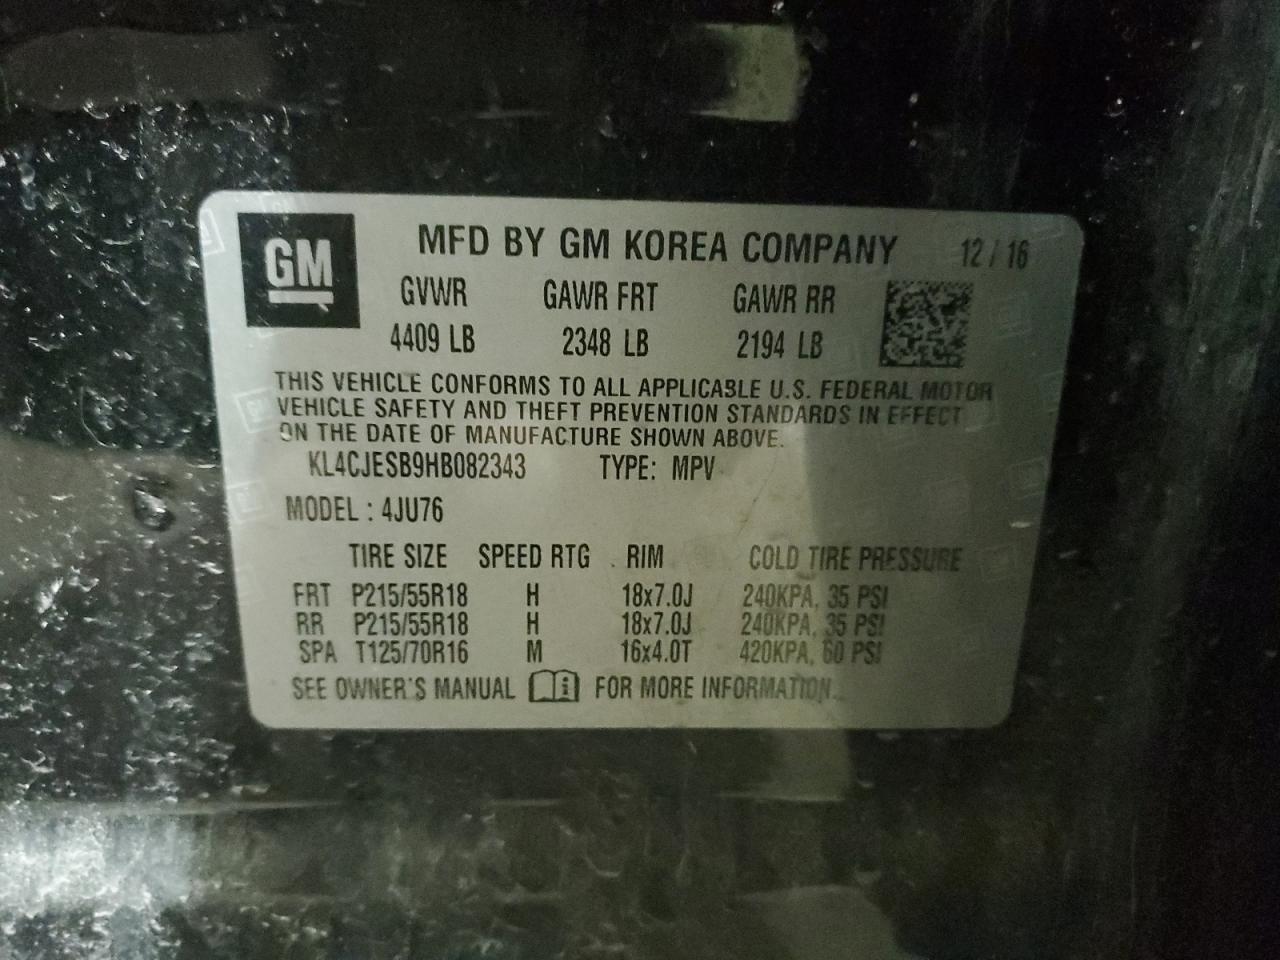 GM
MFD BY GM KOREA COMPANY 12 / 16
GVWR GAWR FRT GAWR RR
4409 LB 2348 LB 2194 LB
THIS VEHICLE CONFORMS TO ALL APPLICABLE U.S. FEDERAL MOTOR
VEHICLE SAFETY AND THEFT PREVENTION STANDARDS IN EFFECT
ON THE DATE OF MANUFACTURE SHOWN ABOVE.
KL4CJESB9HB082343 TYPE: MPV
MODEL : 4JU76
TIRE SIZE SPEED RTG RIM COLD TIRE PRESSURE
FRT P215/55R18 H 18x7.0J 240KPA, 35 PSI
RR P215/55R18 H 18x7.0J 240KPA, 35 PSI
SPA T125/70R16 M 16x4.0T 420KPA, 60 PSI
SEE OWNER'S MANUAL i FOR MORE INFORMATION.